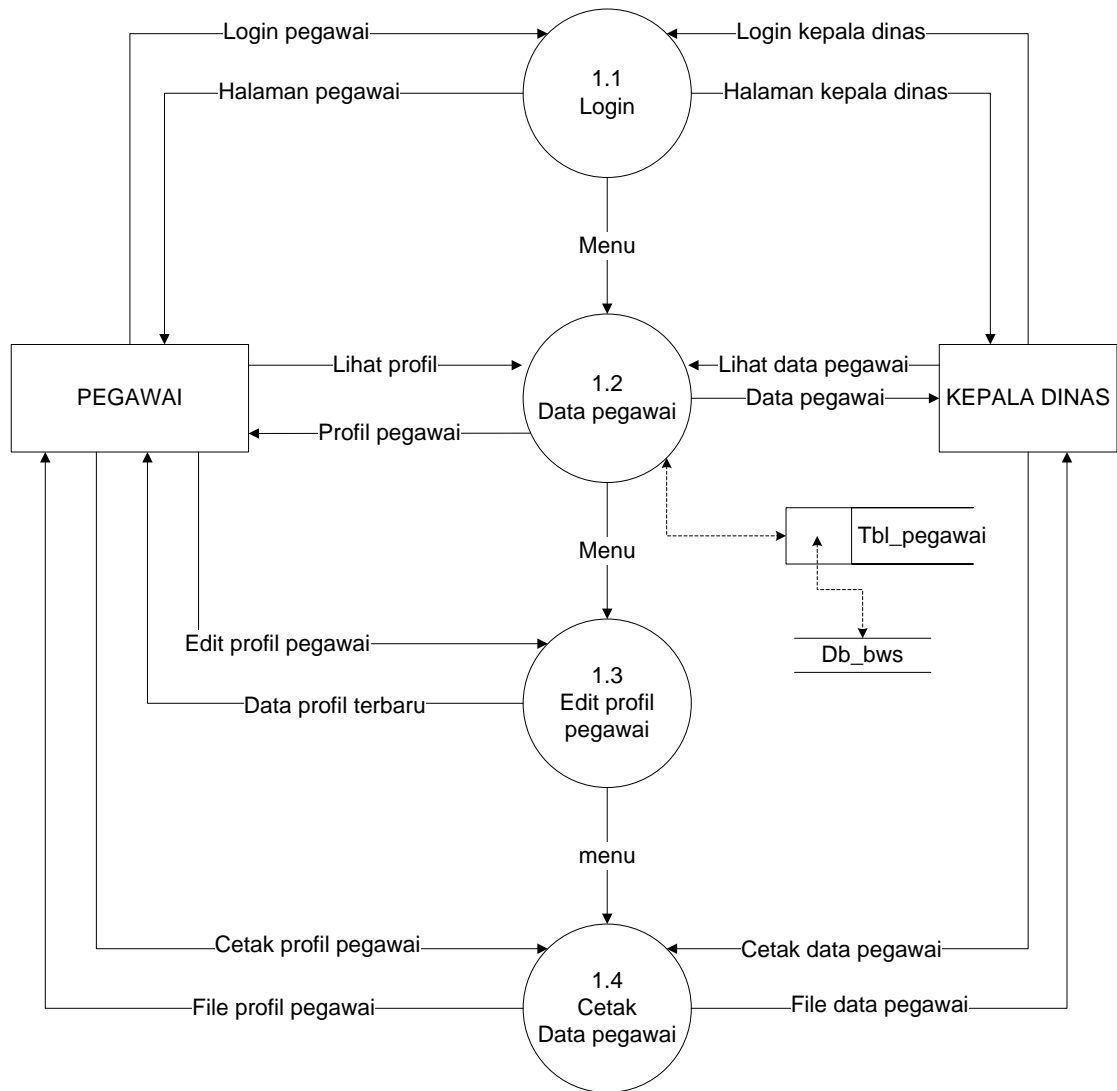 Login pegawai
Login kepala dinas
1.1
Login
Halaman pegawai
Halaman kepala dinas
Menu
PEGAWAI
Lihat profil
1.2
Data pegawai
Lihat data pegawai
Data pegawai
KEPALA DINAS
Profil pegawai
Menu
Tbl_pegawai
Db_bws
Edit profil pegawai
1.3
Edit profil
pegawai
Data profil terbaru
menu
Cetak profil pegawai
Cetak data pegawai
1.4
Cetak
Data pegawai
File profil pegawai
File data pegawai